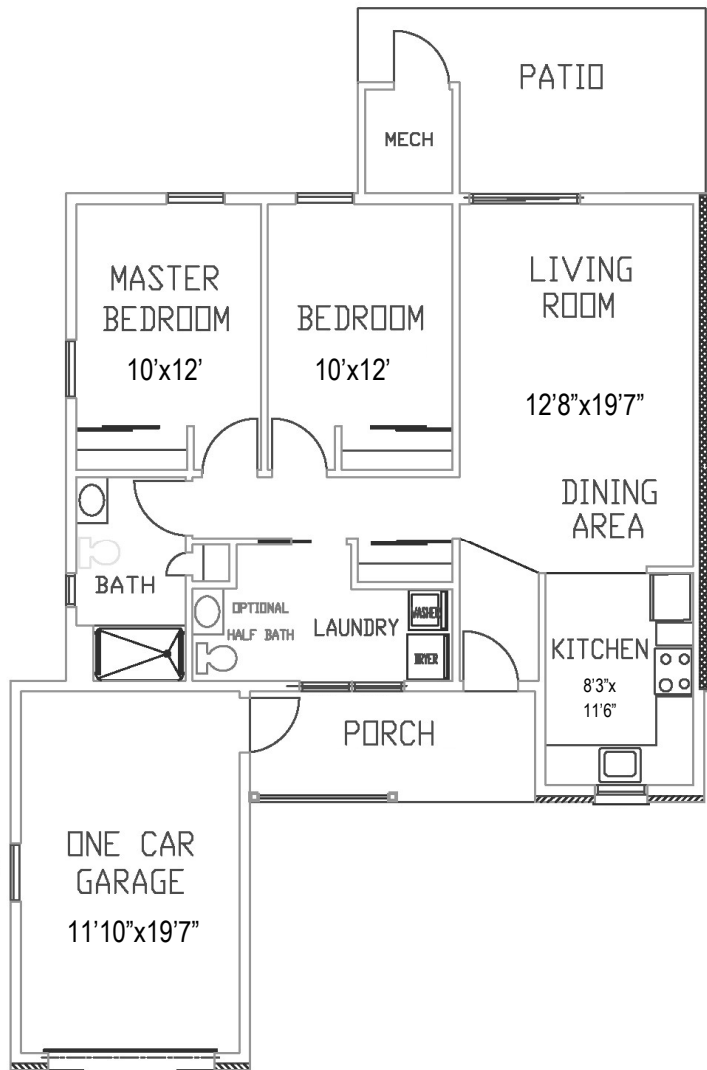 PATIO
MECH
MASTER
BEDROOM
10’x12’
BEDROOM
10’x12’
LIVING
ROOM
12’8”x19’7”
DINING
AREA
BATH
OPTIONAL
HALF BATH
LAUNDRY
WASHER
DRYER
KITCHEN
8’3”x
11’6”
PORCH
ONE CAR
GARAGE
11’10”x19’7”